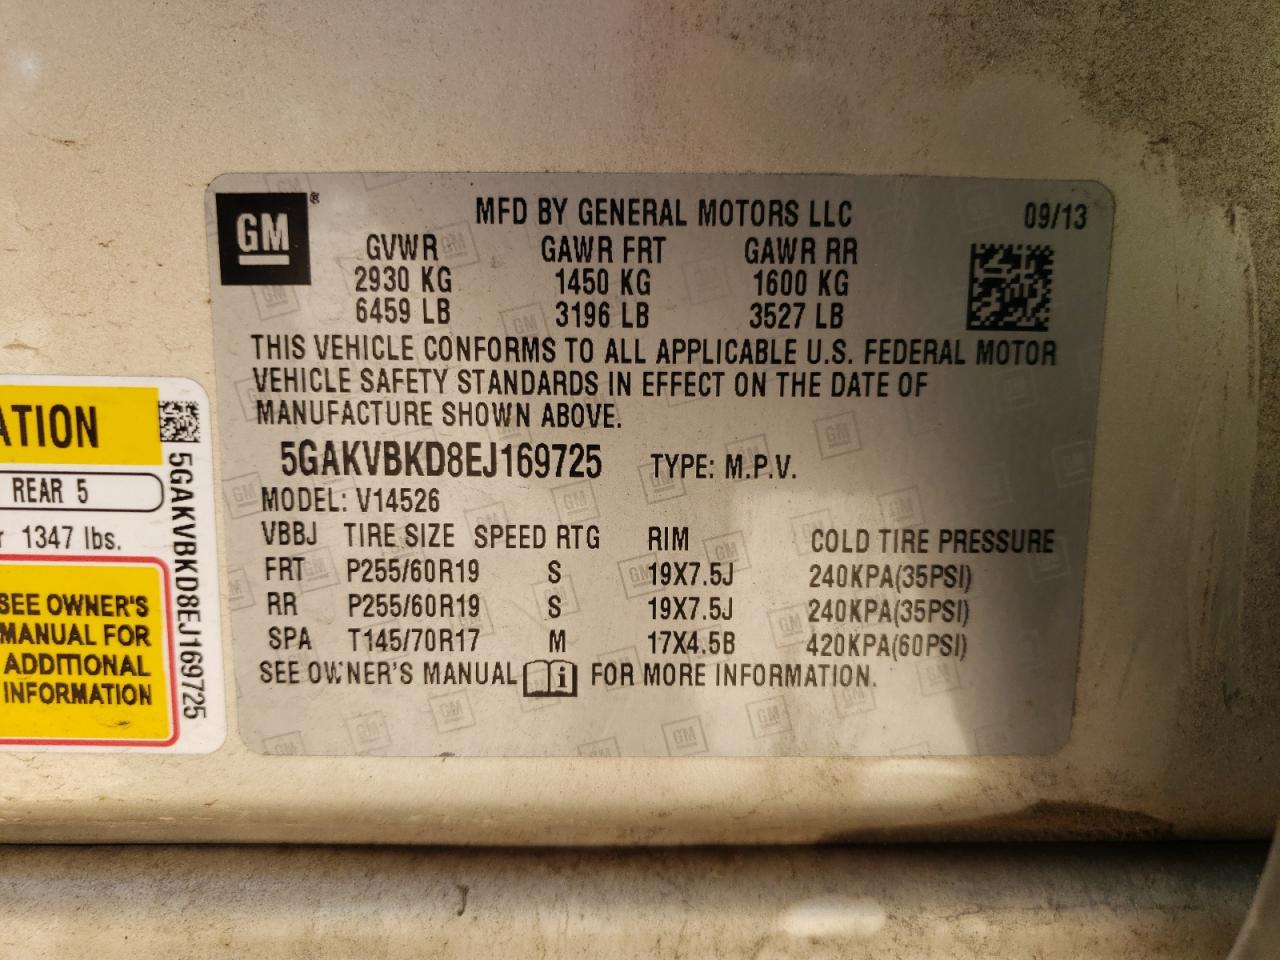 GM ®
MFD BY GENERAL MOTORS LLC 09/13
GVWR GAWR FRT GAWR RR
2930 KG 1450 KG 1600 KG
6459 LB 3196 LB 3527 LB
THIS VEHICLE CONFORMS TO ALL APPLICABLE U.S. FEDERAL MOTOR
VEHICLE SAFETY STANDARDS IN EFFECT ON THE DATE OF
MANUFACTURE SHOWN ABOVE.
5GAKVBKD8EJ169725 TYPE: M.P.V.
MODEL: V14526
VBBJ TIRE SIZE SPEED RTG RIM COLD TIRE PRESSURE
FRT P255/60R19 S 19X7.5J 240KPA(35PSI)
RR P255/60R19 S 19X7.5J 240KPA(35PSI)
SPA T145/70R17 M 17X4.5B 420KPA(60PSI)
SEE OWNER'S MANUAL i FOR MORE INFORMATION.
ATION
REAR 5
r 1347 lbs.
SEE OWNER'S
MANUAL FOR
ADDITIONAL
INFORMATION
5GAKVBKD8EJ169725